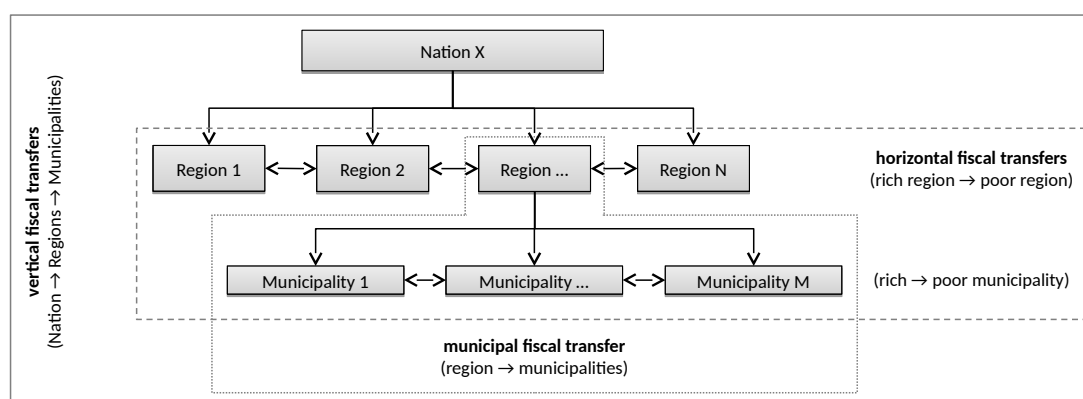 Nation X
vertical fiscal transfers
(Nation → Regions → Municipalities)
Region 1
Region 2
Region ...
Region N
horizontal fiscal transfers
(rich region → poor region)
Municipality 1
Municipality ...
Municipality M
(rich → poor municipality)
municipal fiscal transfer
(region → municipalities)